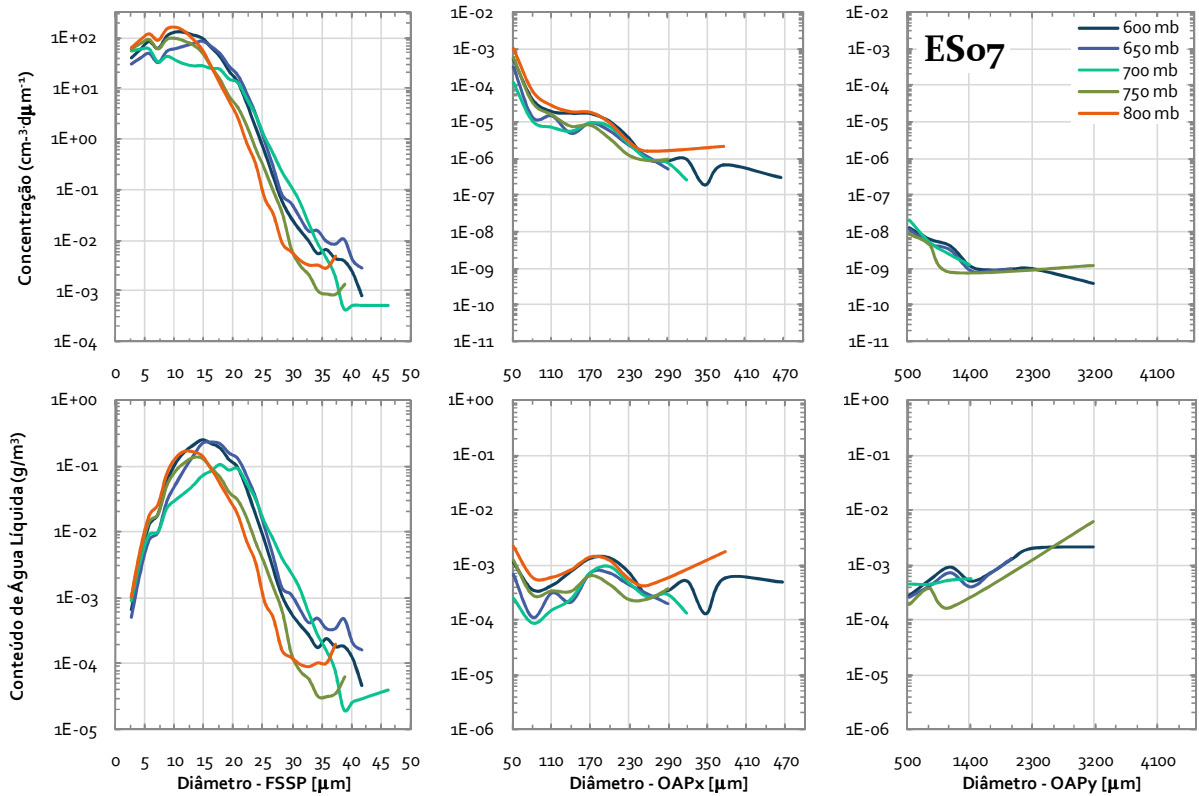 ES07
600 mb
650 mb
700 mb
750 mb
800 mb
Concentração (cm-³·dµm⁻¹)
1E+02
1E+01
1E+00
1E-01
1E-02
1E-03
1E-04
0 5 10 15 20 25 30 35 40 45 50
1E-02
1E-03
1E-04
1E-05
1E-06
1E-07
1E-08
1E-09
1E-10
1E-11
50 110 170 230 290 350 410 470
1E-02
1E-03
1E-04
1E-05
1E-06
1E-07
1E-08
1E-09
1E-10
1E-11
500 1400 2300 3200 4100
Conteúdo de Água Líquida (g/m³)
1E+00
1E-01
1E-02
1E-03
1E-04
1E-05
0 5 10 15 20 25 30 35 40 45 50
Diâmetro - FSSP [µm]
1E+00
1E-01
1E-02
1E-03
1E-04
1E-05
1E-06
50 110 170 230 290 350 410 470
Diâmetro - OAPx [µm]
1E+00
1E-01
1E-02
1E-03
1E-04
1E-05
1E-06
500 1400 2300 3200 4100
Diâmetro - OAPy [µm]